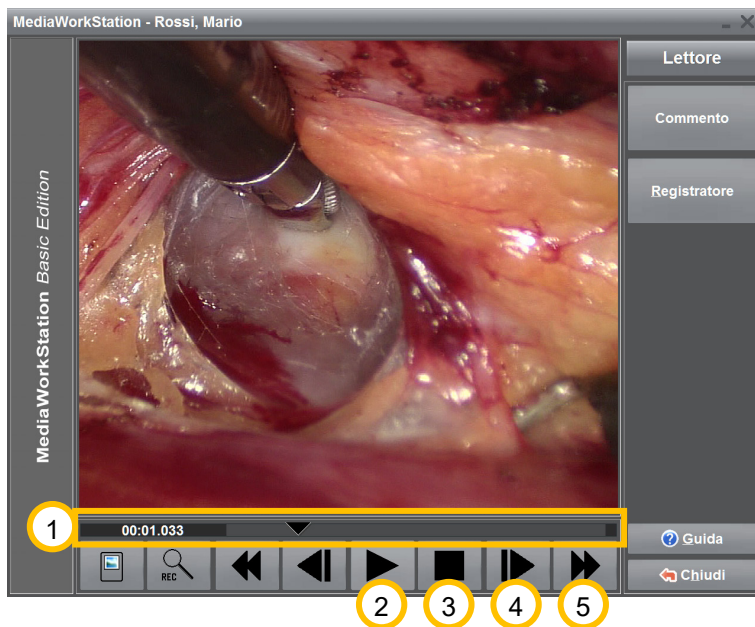 MediaWorkStation - Rossi, Mario
Lettore
Commento
Registratore
MediaWorkStation Basic Edition
1
00:01.033
REC
Guida
Chiudi
2
3
4
5